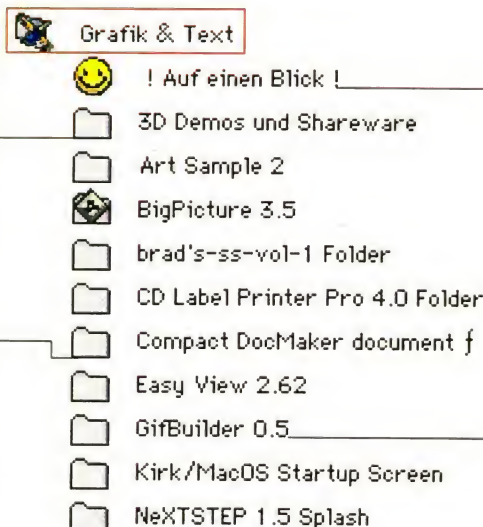 Grafik & Text
! Auf einen Blick !
3D Demos und Shareware
Art Sample 2
BigPicture 3.5
brad's-ss-vol-1 Folder
CD Label Printer Pro 4.0 Folder
Compact DocMaker document ƒ
Easy View 2.62
GifBuilder 0.5
Kirk/MacOS Startup Screen
NeXTSTEP 1.5 Splash